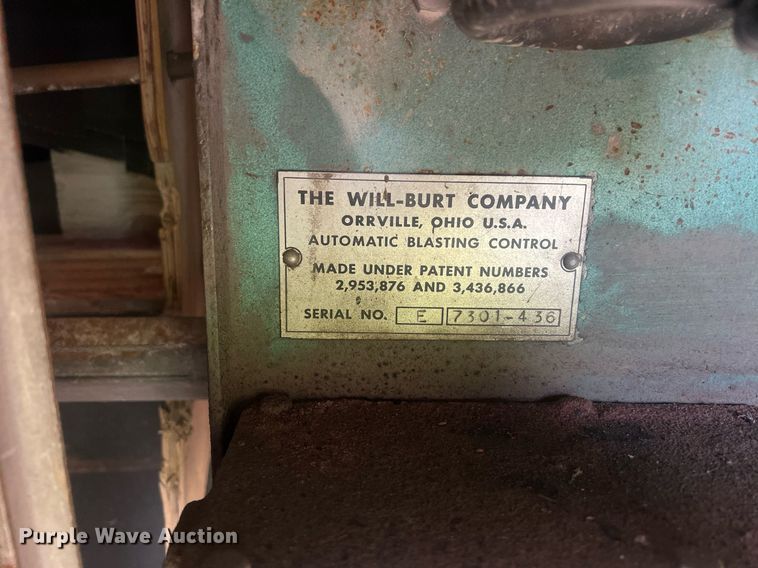 THE WILL-BURT COMPANY
ORRVILLE, OHIO U.S.A.
AUTOMATIC BLASTING CONTROL
MADE UNDER PATENT NUMBERS
2,953,876 AND 3,436,866
SERIAL NO. E 7301-436
Purple Wave Auction